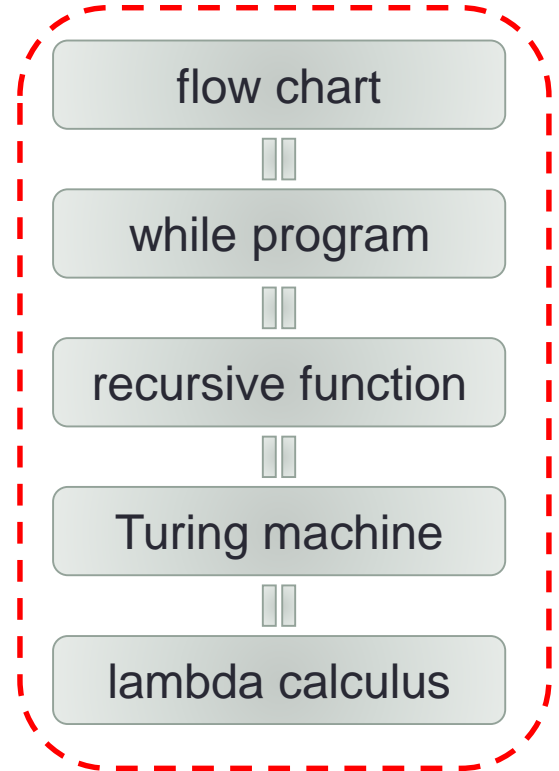 flow chart
while program
recursive function
Turing machine
lambda calculus